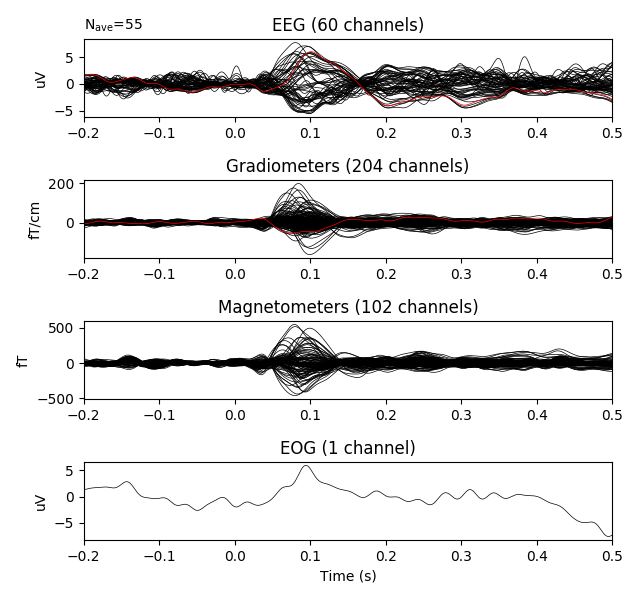 N_ave=55
EEG (60 channels)
5
0
−5
uV
−0.2 −0.1 0.0 0.1 0.2 0.3 0.4 0.5
Gradiometers (204 channels)
200
0
fT/cm
−0.2 −0.1 0.0 0.1 0.2 0.3 0.4 0.5
Magnetometers (102 channels)
500
0
−500
fT
−0.2 −0.1 0.0 0.1 0.2 0.3 0.4 0.5
EOG (1 channel)
5
0
−5
uV
−0.2 −0.1 0.0 0.1 0.2 0.3 0.4 0.5
Time (s)